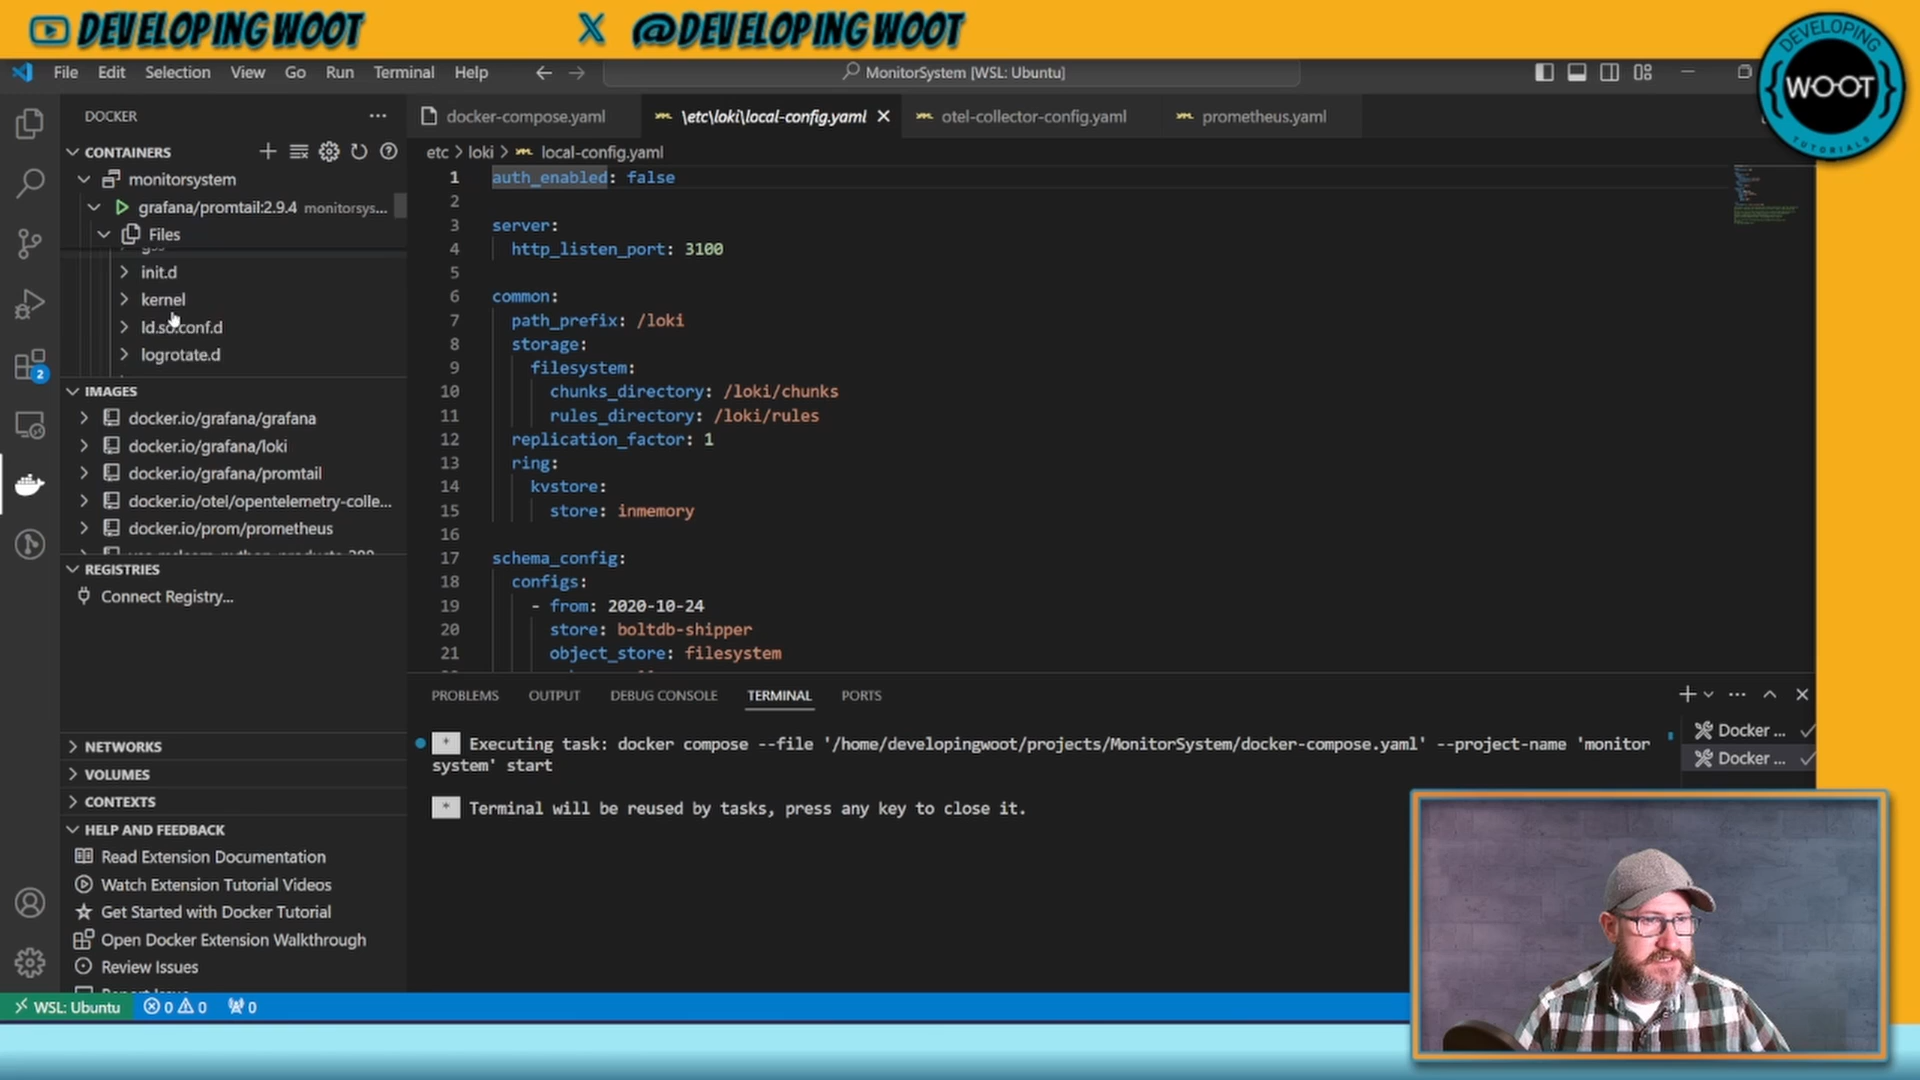 DEVELOPINGWOOT
@DEVELOPINGWOOT
DEVELOPING
WOOT
TUTORIALS
File Edit Selection View Go Run Terminal Help
MonitorSystem [WSL: Ubuntu]
DOCKER
docker-compose.yaml
\etc\loki\local-config.yaml
otel-collector-config.yaml
prometheus.yaml
CONTAINERS
monitorsystem
grafana/promtail:2.9.4 monitorsys...
Files
init.d
kernel
ld.so.conf.d
logrotate.d
IMAGES
docker.io/grafana/grafana
docker.io/grafana/loki
docker.io/grafana/promtail
docker.io/otel/opentelemetry-colle...
docker.io/prom/prometheus
REGISTRIES
Connect Registry...
NETWORKS
VOLUMES
CONTEXTS
HELP AND FEEDBACK
Read Extension Documentation
Watch Extension Tutorial Videos
Get Started with Docker Tutorial
Open Docker Extension Walkthrough
Review Issues
2
etc > loki > local-config.yaml
1 auth_enabled: false
2
3 server:
4 http_listen_port: 3100
5
6 common:
7 path_prefix: /loki
8 storage:
9 filesystem:
10 chunks_directory: /loki/chunks
11 rules_directory: /loki/rules
12 replication_factor: 1
13 ring:
14 kvstore:
15 store: inmemory
16
17 schema_config:
18 configs:
19 - from: 2020-10-24
20 store: boltdb-shipper
21 object_store: filesystem
PROBLEMS OUTPUT DEBUG CONSOLE TERMINAL PORTS
* Executing task: docker compose --file '/home/developingwoot/projects/MonitorSystem/docker-compose.yaml' --project-name 'monitor
system' start
* Terminal will be reused by tasks, press any key to close it.
Docker ...
Docker ...
WSL: Ubuntu 0 0 0